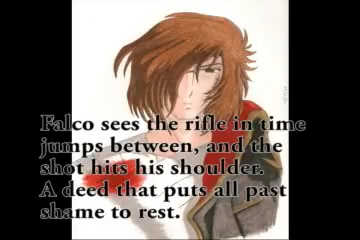 Falco sees the rifle in time
jumps between, and the
shot hits his shoulder.
A deed that puts all past
shame to rest.